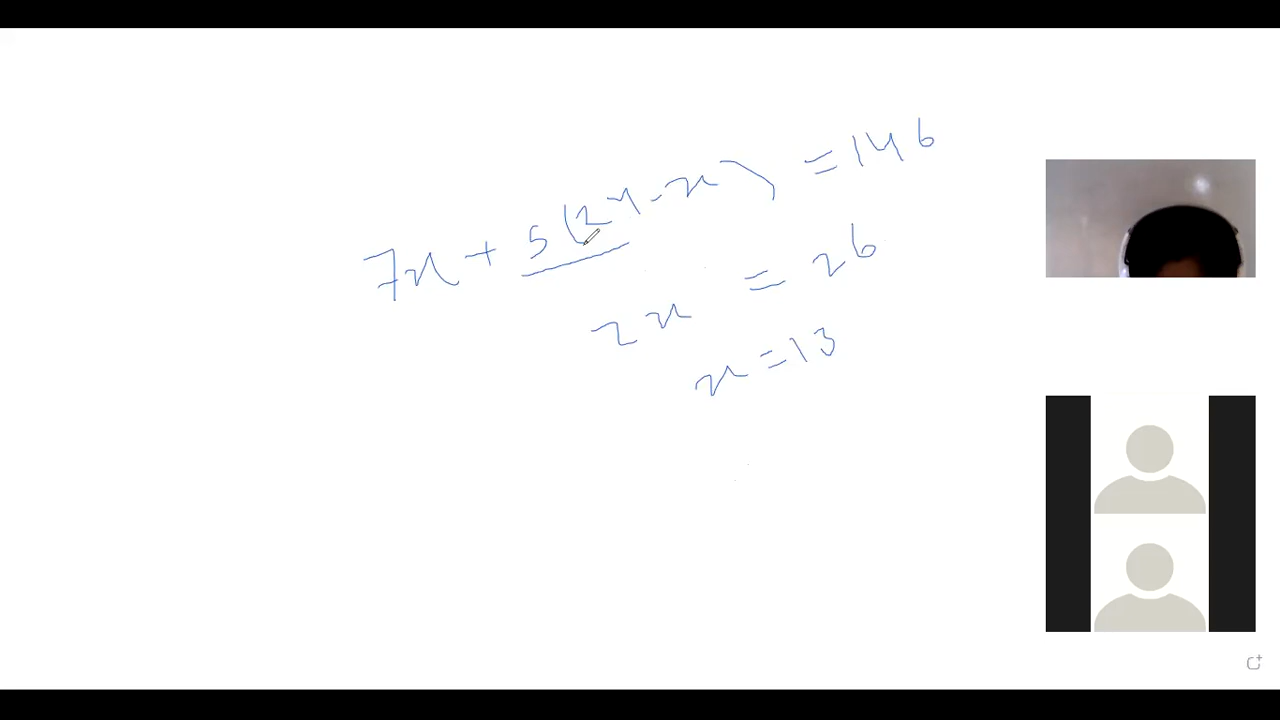 7x + 5(24 - x) = 146
2x = 26
x = 13